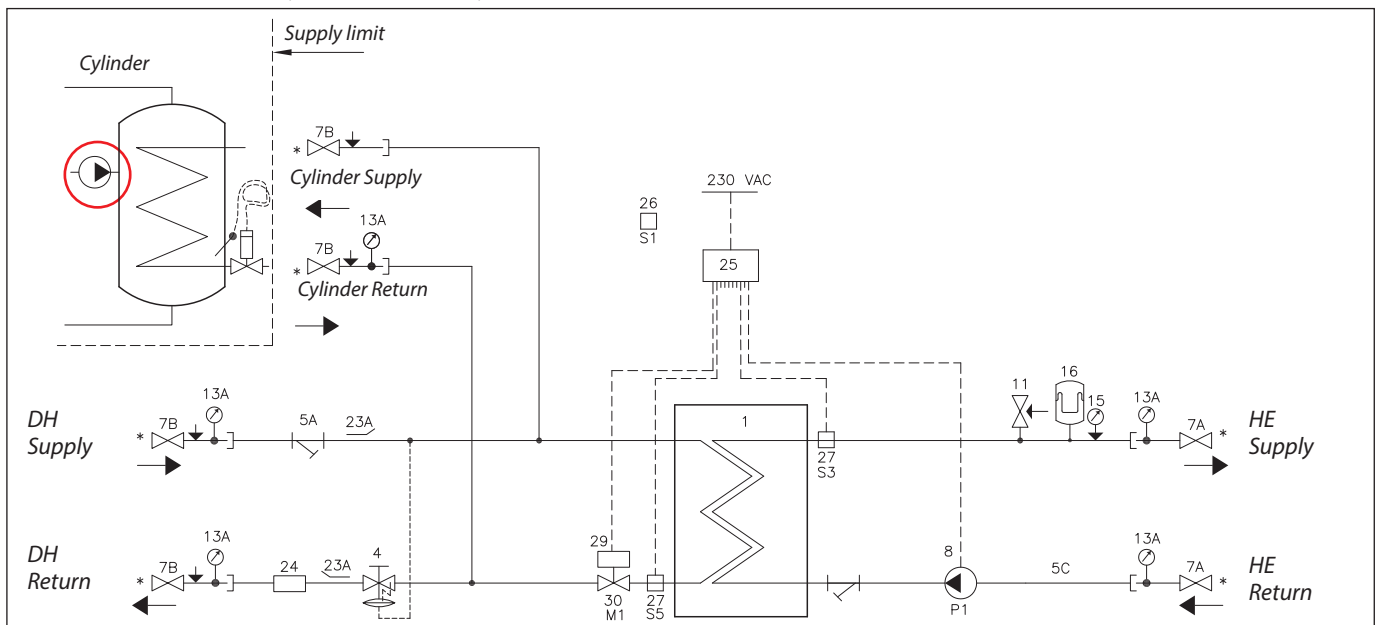 Supply limit
Cylinder
7B
*
Cylinder Supply
230 VAC
26
S1
13A
7B
*
25
Cylinder Return
16
11
15
13A
13A
DH
Supply
7B
*
5A
23A
1
7A
*
HE
Supply
27
S3
13A
DH
Return
7B
*
24
23A
4
29
30
M1
27
S5
8
P1
5C
13A
7A
*
HE
Return